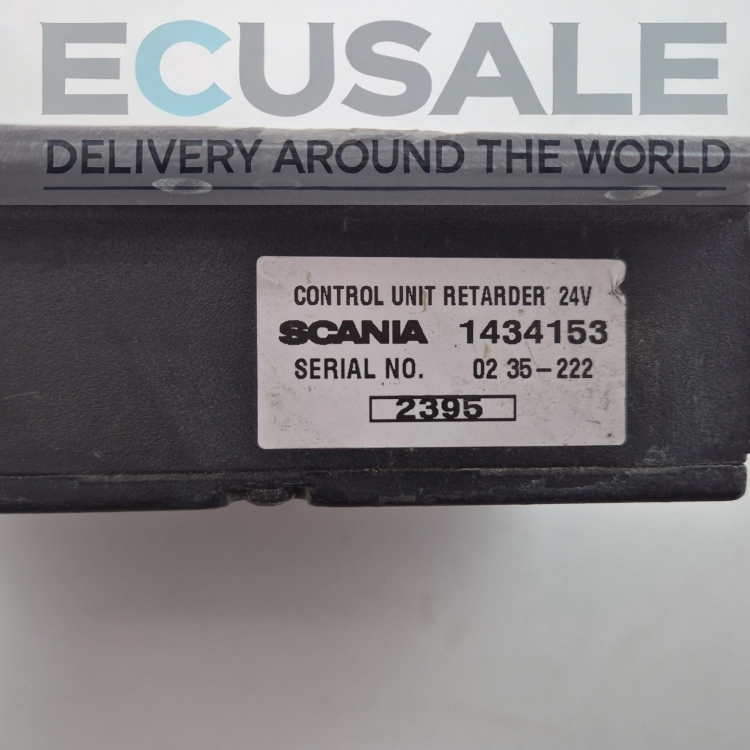 ECUSALE
DELIVERY AROUND THE WORLD
CONTROL UNIT RETARDER 24V
SCANIA 1434153
SERIAL NO. 02 35-222
2395